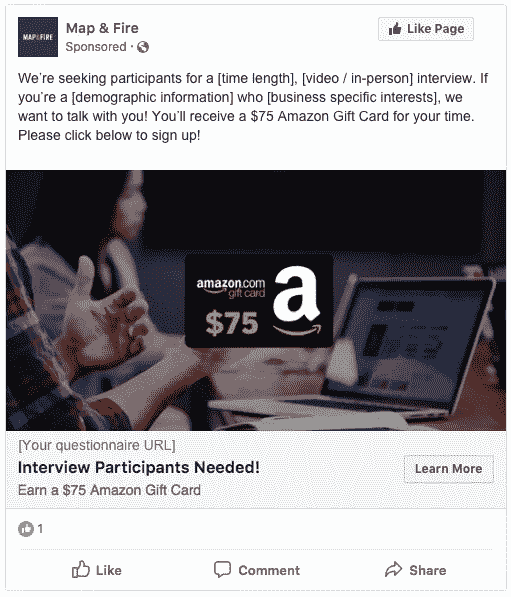 MAP&FIRE
Map & Fire
Like Page
Sponsored ·
We're seeking participants for a [time length], [video / in-person] interview. If
you're a [demographic information] who [business specific interests], we
want to talk with you! You'll receive a $75 Amazon Gift Card for your time.
Please click below to sign up!
amazon.com
gift card
a
$75
[Your questionnaire URL]
Interview Participants Needed!
Learn More
Earn a $75 Amazon Gift Card
1
Like
Comment
Share